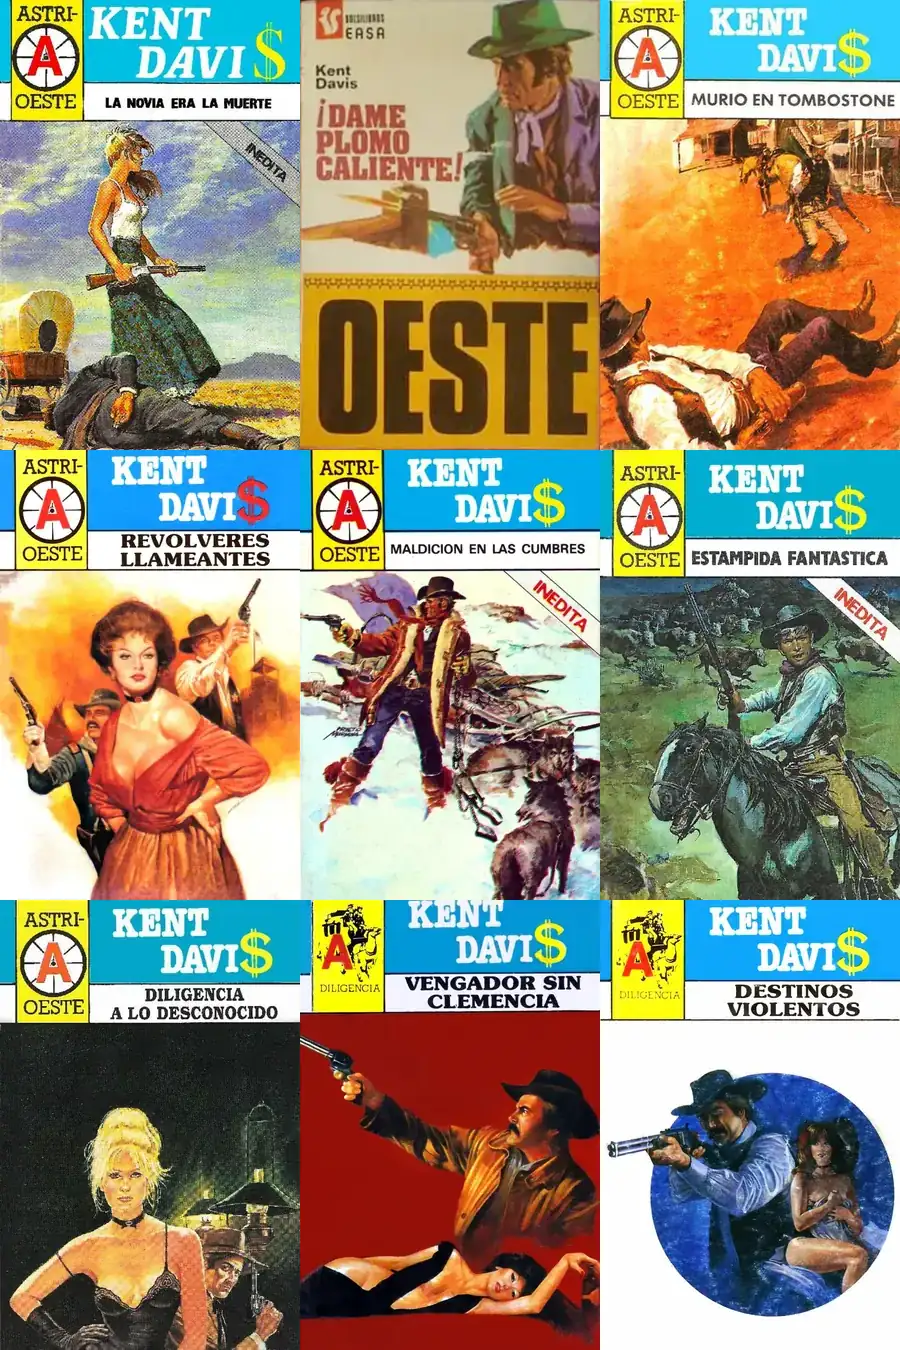 ASTRI-
A
OESTE
KENT
DAVI$
LA NOVIA ERA LA MUERTE
INEDITA
BOLSILIBROS
EASA
Kent
Davis
¡DAME
PLOMO
CALIENTE!
OESTE
ASTRI-
A
OESTE
KENT
DAVI$
MURIO EN TOMBOSTONE
ASTRI-
A
OESTE
KENT
DAVI$
REVOLVERES
LLAMEANTES
ASTRI-
A
OESTE
KENT
DAVI$
MALDICION EN LAS CUMBRES
INEDITA
PRIETO
ASTRI-
A
OESTE
KENT
DAVI$
ESTAMPIDA FANTASTICA
INEDITA
ASTRI-
A
OESTE
KENT
DAVI$
DILIGENCIA
A LO DESCONOCIDO
A
DILIGENCIA
KENT
DAVI$
VENGADOR SIN
CLEMENCIA
A
DILIGENCIA
KENT
DAVI$
DESTINOS
VIOLENTOS